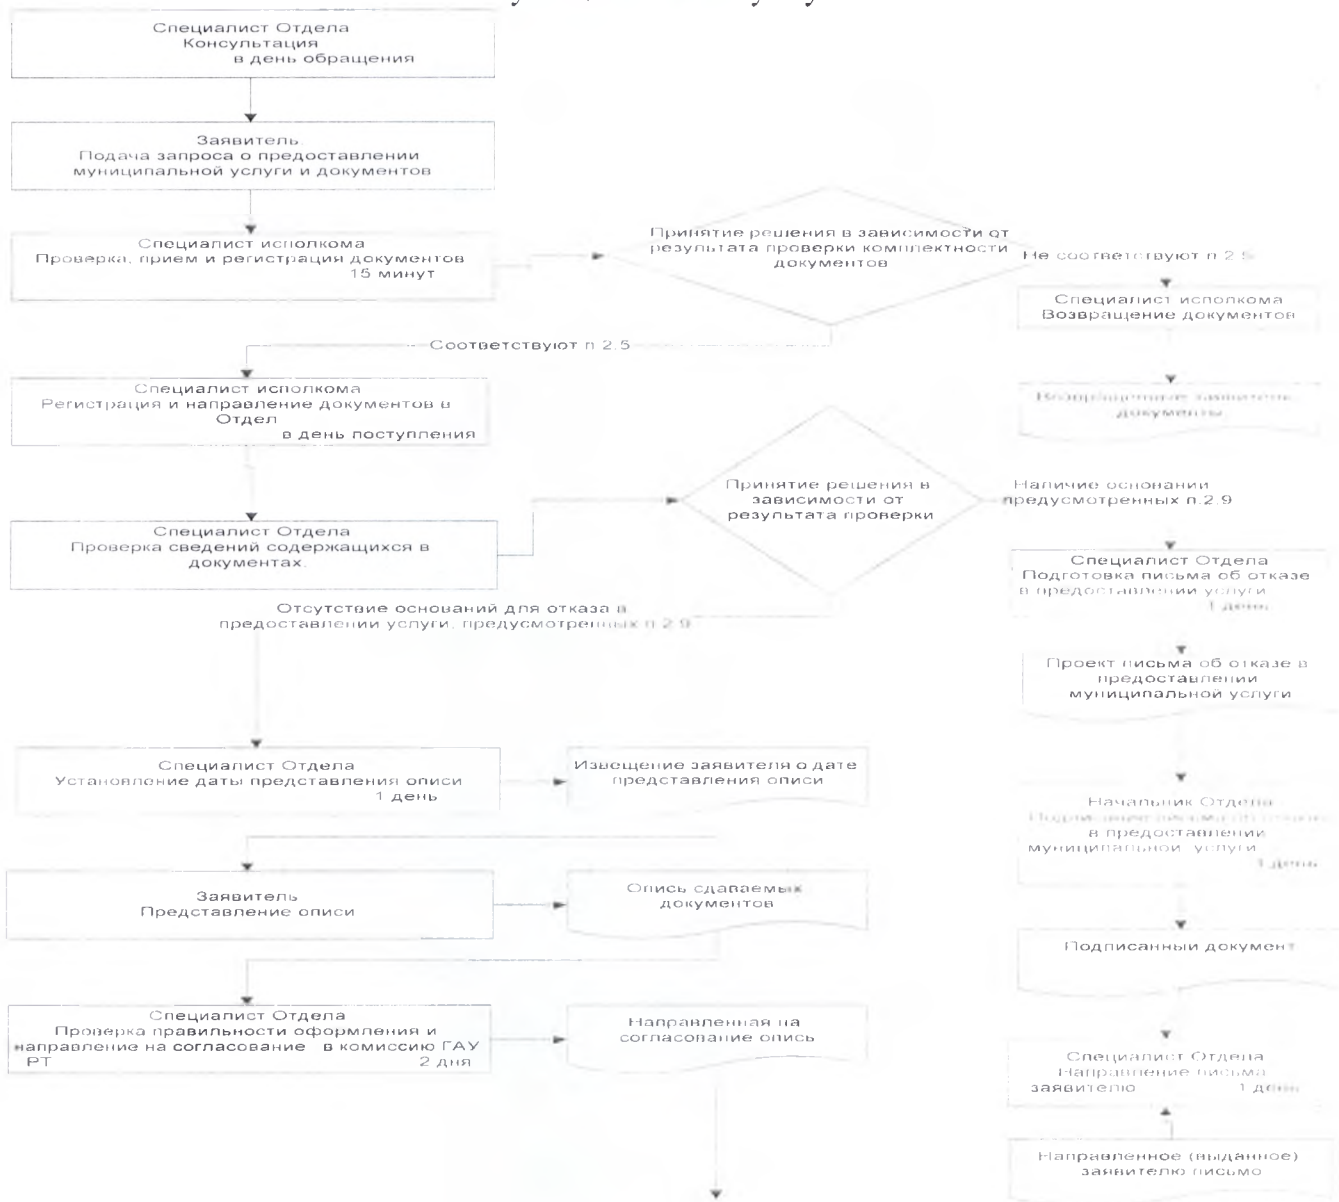 Специалист Отдела
Консультация
в день обращения
Заявитель
Подача запроса о предоставлении
муниципальной услуги и документов
Специалист исполкома
Проверка, прием и регистрация документов
15 минут
Принятие решения в зависимости от
результата проверки комплектности
документов
Не соответствуют п 2.5
Специалист исполкома
Возвращение документов
Соответствуют п 2.5
Специалист исполкома
Регистрация и направление документов в
Отдел
в день поступления
Возвращенные заявителю
документы
Принятие решения в
зависимости от
результата проверки
Наличие оснований
предусмотренных п.2.9
Специалист Отдела
Проверка сведений содержащихся в
документах.
Специалист Отдела
Подготовка письма об отказе
в предоставлении услуги
1 день
Отсутствие оснований для отказа в
предоставлении услуги, предусмотренных п 2.9
Проект письма об отказе в
предоставлении
муниципальной услуги
Специалист Отдела
Установление даты представления описи
1 день
Извещение заявителя о дате
представления описи
Начальник Отдела
Подписание письма об отказе
в предоставлении
муниципальной услуги
1 день
Заявитель
Представление описи
Опись сдаваемых
документов
Подписанный документ
Специалист Отдела
Проверка правильности оформления и
направление на согласование в комиссию ГАУ
РТ 2 дня
Направленная на
согласование опись
Специалист Отдела
Направление письма
заявителю 1 день
Направленное (выданное)
заявителю письмо